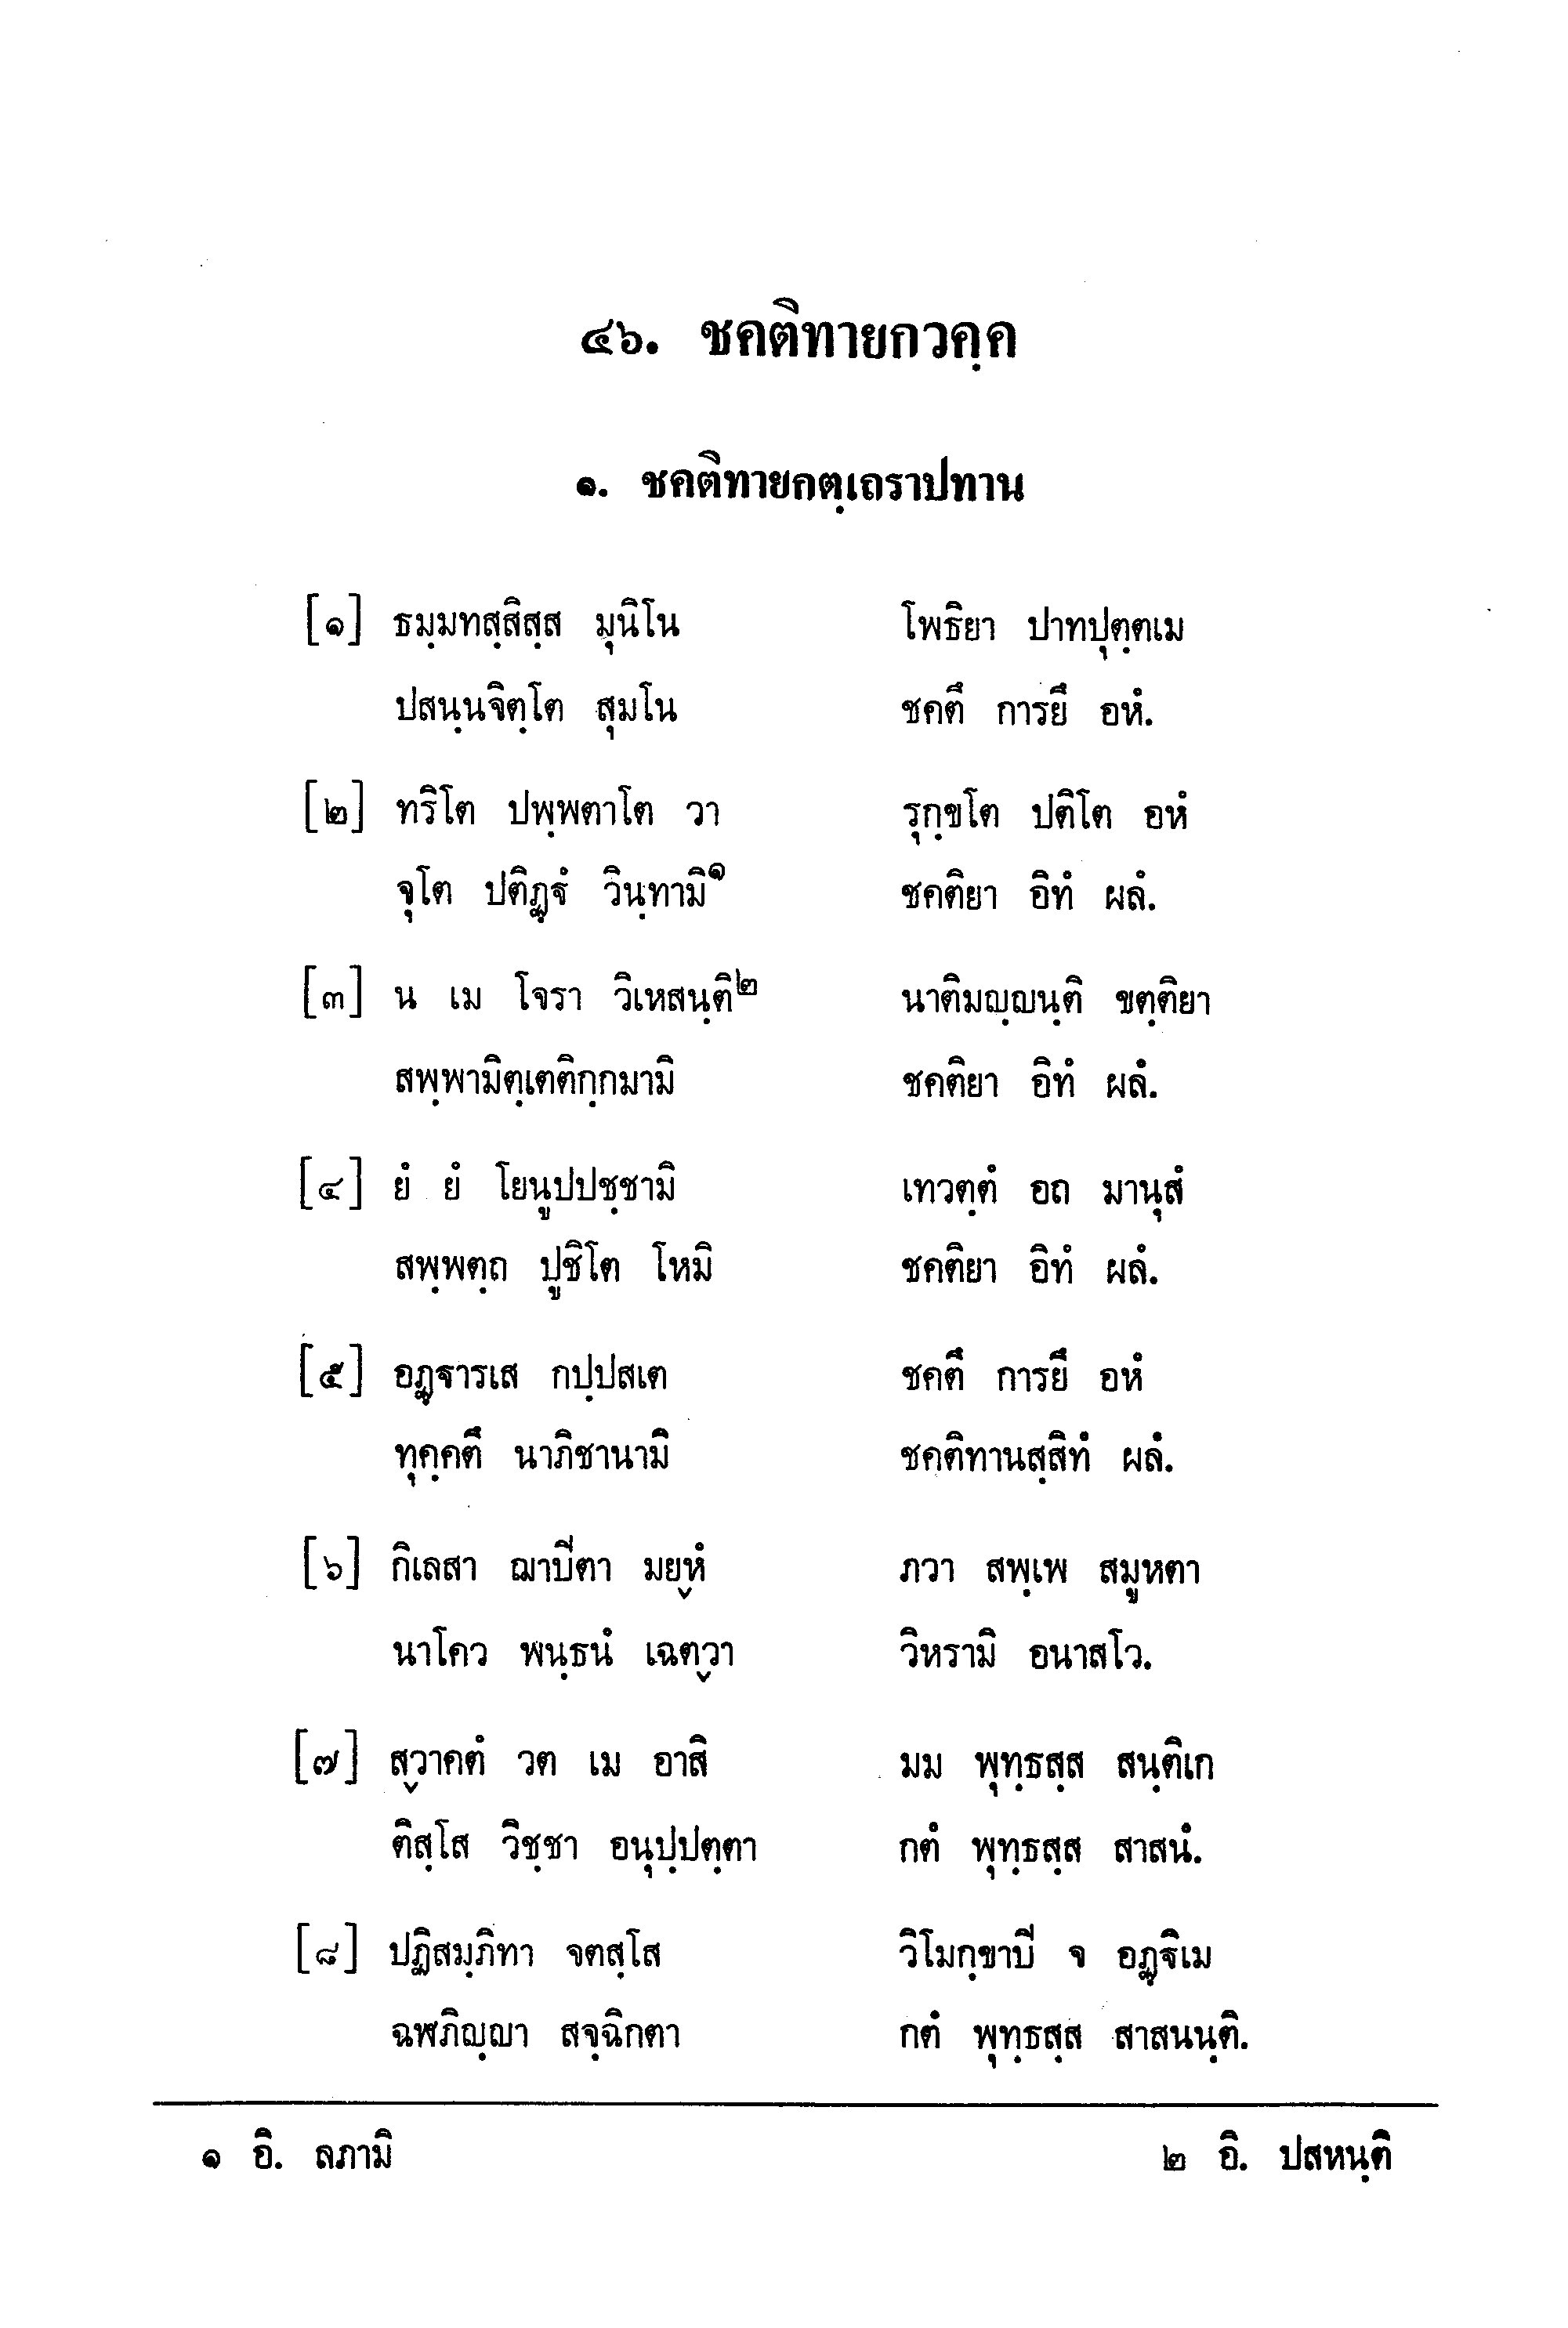 ๔๖. ชคติทายกวคฺค
๑. ชคติทายกตฺเถราปทาน
[๑] ธมฺมทสฺสิสฺส มุนิโน โพธิยา ปาทปุตฺตเม
ปสนฺนจิตฺโต สุมโน ชคตึ การยึ อหํ.
[๒] ทริโต ปพฺพตาโต วา รุกฺขโต ปติโต อหํ
จุโต ปติฏฺฐํ วินฺทามิ๑ ชคติยา อิทํ ผลํ.
[๓] น เม โจรา วิเหสนฺติ๒ นาติมญฺญนฺติ ขตฺติยา
สพฺพามิตฺเตติกฺกมามิ ชคติยา อิทํ ผลํ.
[๔] ยํ ยํ โยนูปปชฺชามิ เทวตฺตํ อถ มานุสํ
สพฺพตฺถ ปูชิโต โหมิ ชคติยา อิทํ ผลํ.
[๕] อฏฺฐารเส กปฺปสเต ชคตึ การยึ อหํ
ทุคฺคตึ นาภิชานามิ ชคติทานสฺสิทํ ผลํ.
[๖] กิเลสา ฌาปีตา มยฺหํ ภวา สพฺเพ สมูหตา
นาโคว พนฺธนํ เฉตฺวา วิหรามิ อนาสโว.
[๗] สฺวาคตํ วต เม อาสิ มม พุทฺธสฺส สนฺติเก
ติสฺโส วิชฺชา อนุปฺปตฺตา กตํ พุทฺธสฺส สาสนํ.
[๘] ปฏิสมฺภิทา จตสฺโส วิโมกฺขาปี จ อฏฺฐิเม
ฉฬภิญฺญา สจฺฉิกตา กตํ พุทฺธสฺส สาสนนฺติ.
๑ อิ. ลภามิ ๒ อิ. ปสหนฺติ